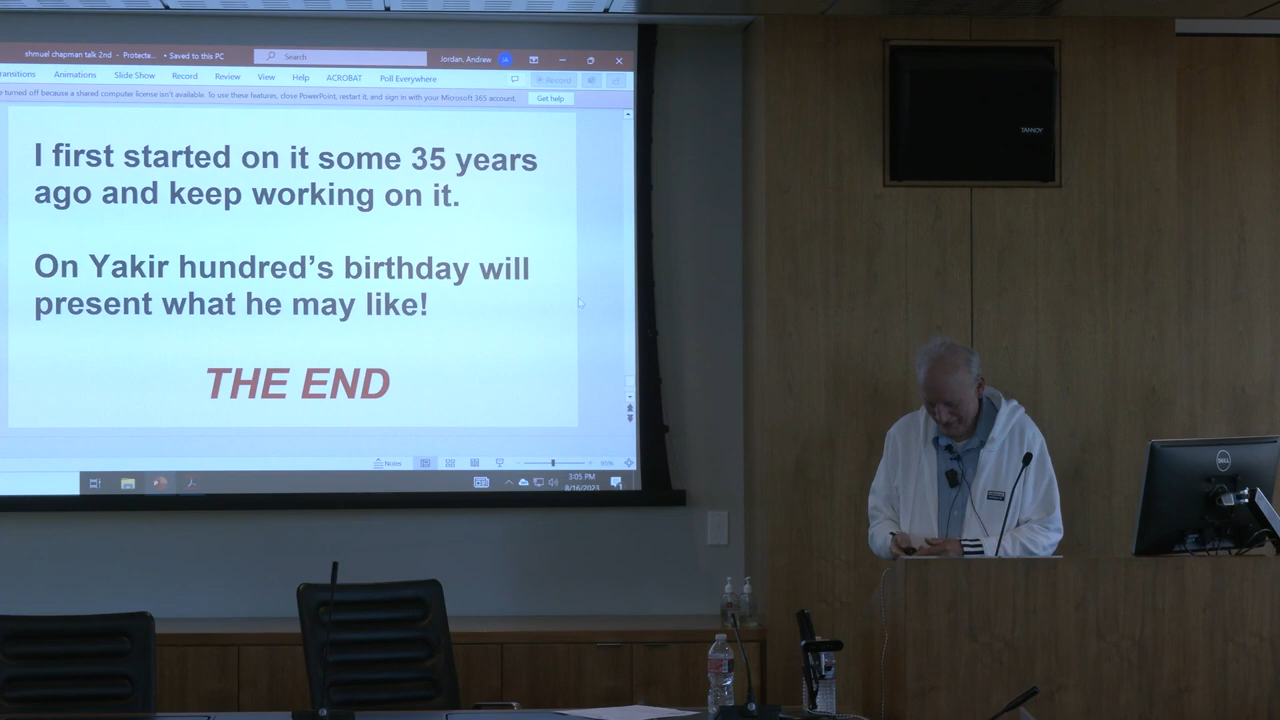 shmuel chapman talk 2nd - Protecte... • Saved to this PC
Search
Jordan, Andrew
JA
ransitions Animations Slide Show Record Review View Help ACROBAT Poll Everywhere
Record
e turned off because a shared computer license isn't available. To use these features, close PowerPoint, restart it, and sign in with your Microsoft 365 account.
Get help
I first started on it some 35 years
ago and keep working on it.
On Yakir hundred's birthday will
present what he may like!
THE END
Notes
95%
3:05 PM
8/16/2023
TANNOY
DELL